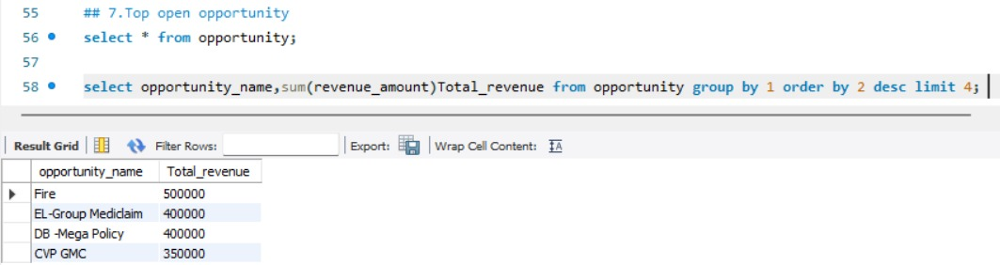 55 ## 7.Top open opportunity
56 select * from opportunity;
57
58 select opportunity_name,sum(revenue_amount)Total_revenue from opportunity group by 1 order by 2 desc limit 4;
Result Grid Filter Rows: Export: Wrap Cell Content:
opportunity_name Total_revenue
Fire 500000
EL-Group Mediclaim 400000
DB -Mega Policy 400000
CVP GMC 350000